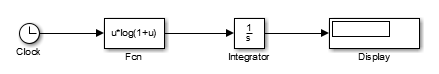 u*log(1+u)
1
s
Clock
Fcn
Integrator
Display